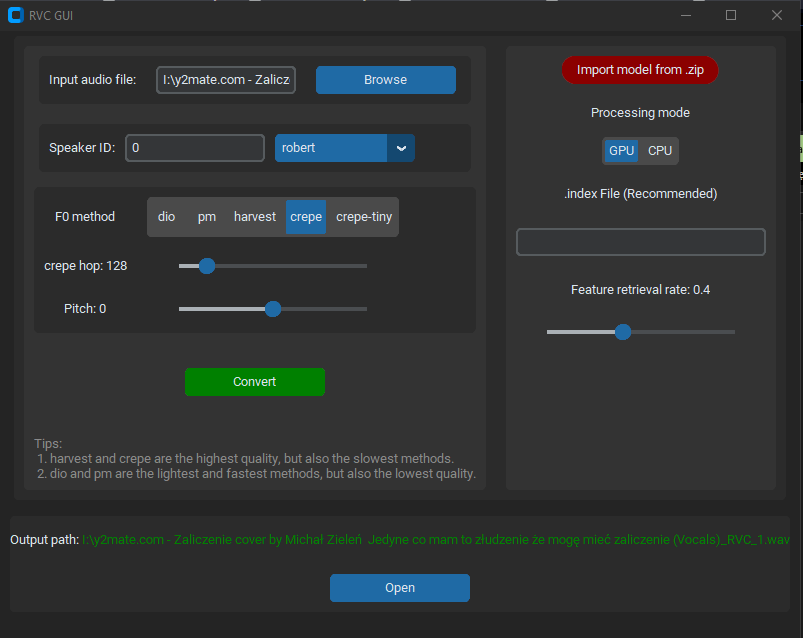 RVC GUI
Input audio file: I:\y2mate.com - Zalicz Browse
Speaker ID: 0 robert
F0 method dio pm harvest crepe crepe-tiny
crepe hop: 128
Pitch: 0
Convert
Tips:
1. harvest and crepe are the highest quality, but also the slowest methods.
2. dio and pm are the lightest and fastest methods, but also the lowest quality.
Import model from .zip
Processing mode
GPU CPU
.index File (Recommended)
Feature retrieval rate: 0.4
Output path: I:\y2mate.com - Zaliczenie cover by Michał Zieleń  Jedyne co mam to złudzenie że mogę mieć zaliczenie (Vocals)_RVC_1.wav
Open